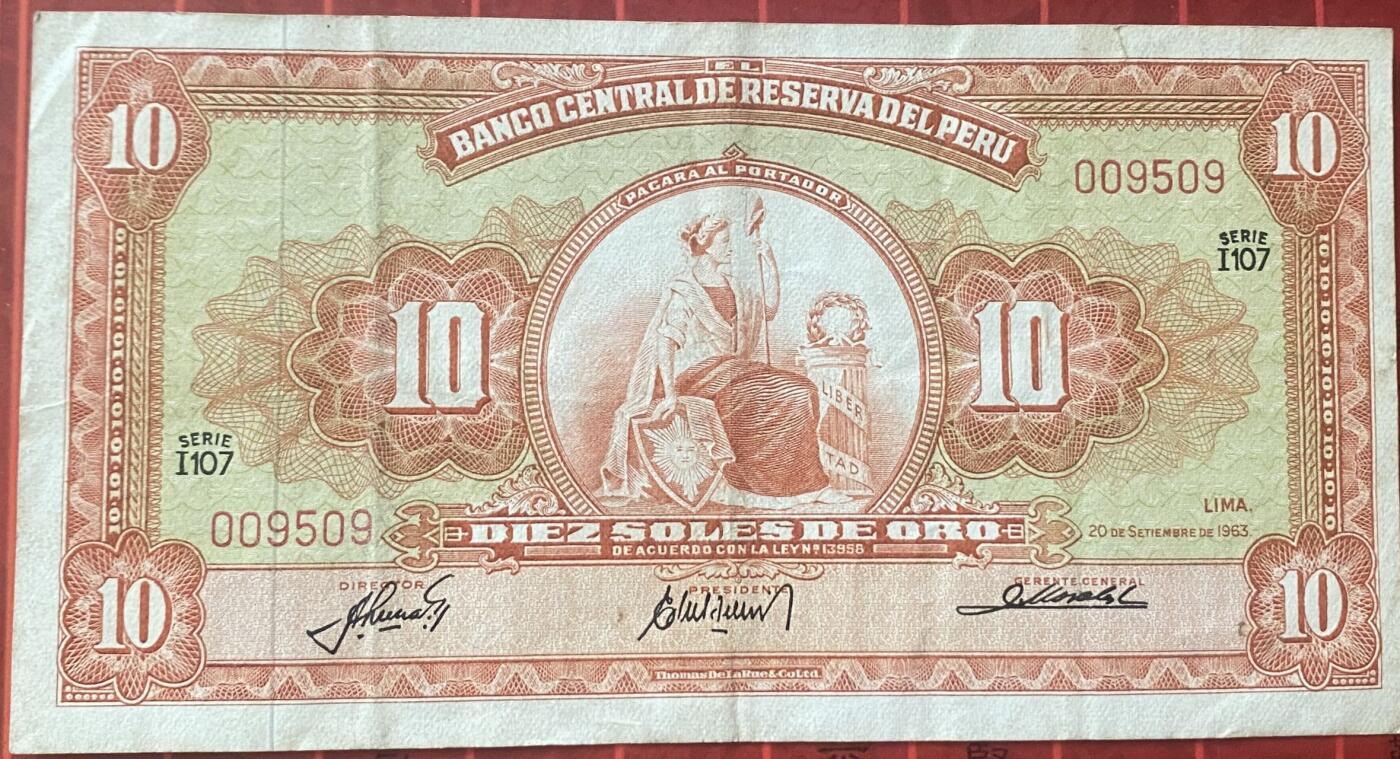 EL
BANCO CENTRAL DE RESERVA DEL PERU
10
10
009509
PAGARA AL PORTADOR
SERIE
I107
10
10
LIBER
TAD
SERIE
I107
009509
DIEZ SOLES DE ORO
DE ACUERDO CON LA LEY Nº 13958
LIMA.
20 DE SETIEMBRE DE 1963.
DIRECTOR
PRESIDENTE
GERENTE GENERAL
10
10
Thomas De La Rue & Co Ltd.